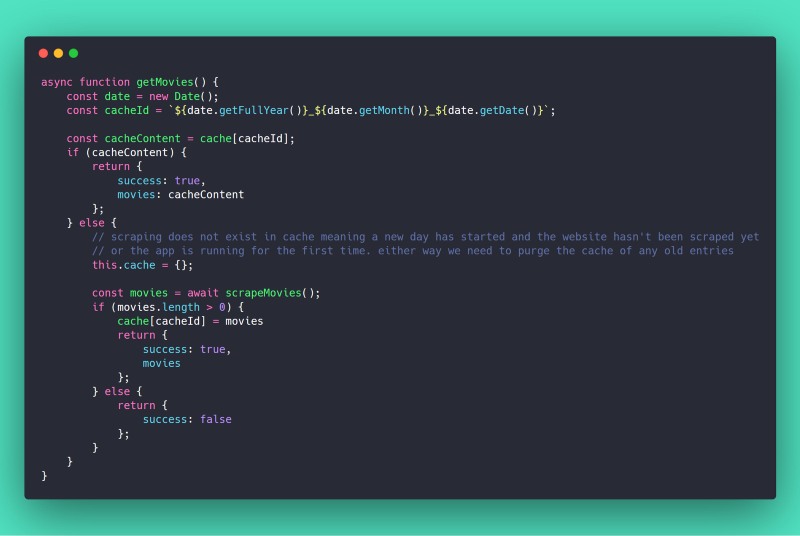 async function getMovies() {
    const date = new Date();
    const cacheId = `${date.getFullYear()}_${date.getMonth()}_${date.getDate()}`;

    const cacheContent = cache[cacheId];
    if (cacheContent) {
        return {
            success: true,
            movies: cacheContent
        };
    } else {
        // scraping does not exist in cache meaning a new day has started and the website hasn't been scraped yet
        // or the app is running for the first time. either way we need to purge the cache of any old entries
        this.cache = {};

        const movies = await scrapeMovies();
        if (movies.length > 0) {
            cache[cacheId] = movies
            return {
                success: true,
                movies
            };
        } else {
            return {
                success: false
            };
        }
    }
}